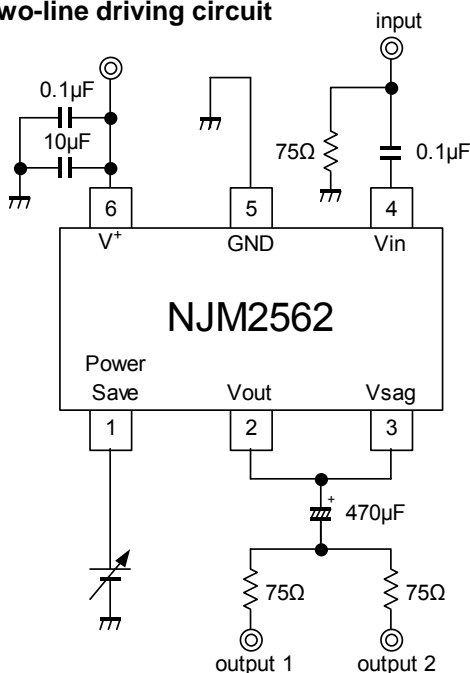 wo-line driving circuit
input
0.1μF
10μF
75Ω
0.1μF
6
5
4
V+
GND
Vin
NJM2562
Power
Save
Vout
Vsag
1
2
3
+
470μF
75Ω
75Ω
output 1
output 2